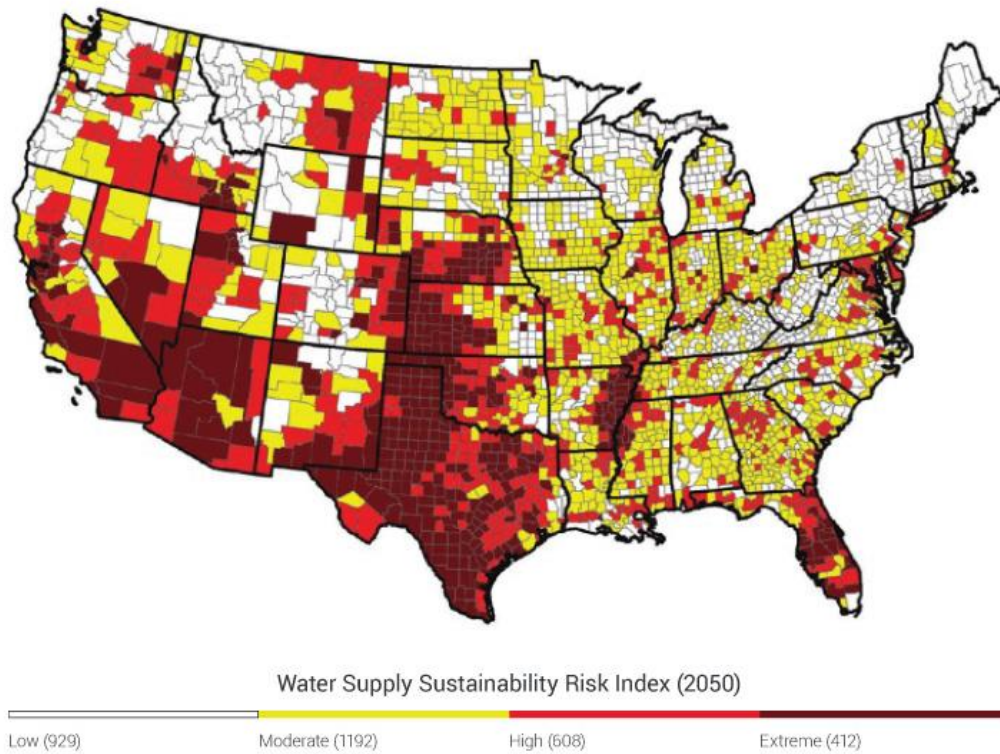 Water Supply Sustainability Risk Index (2050)
Low (929) Moderate (1192) High (608) Extreme (412)